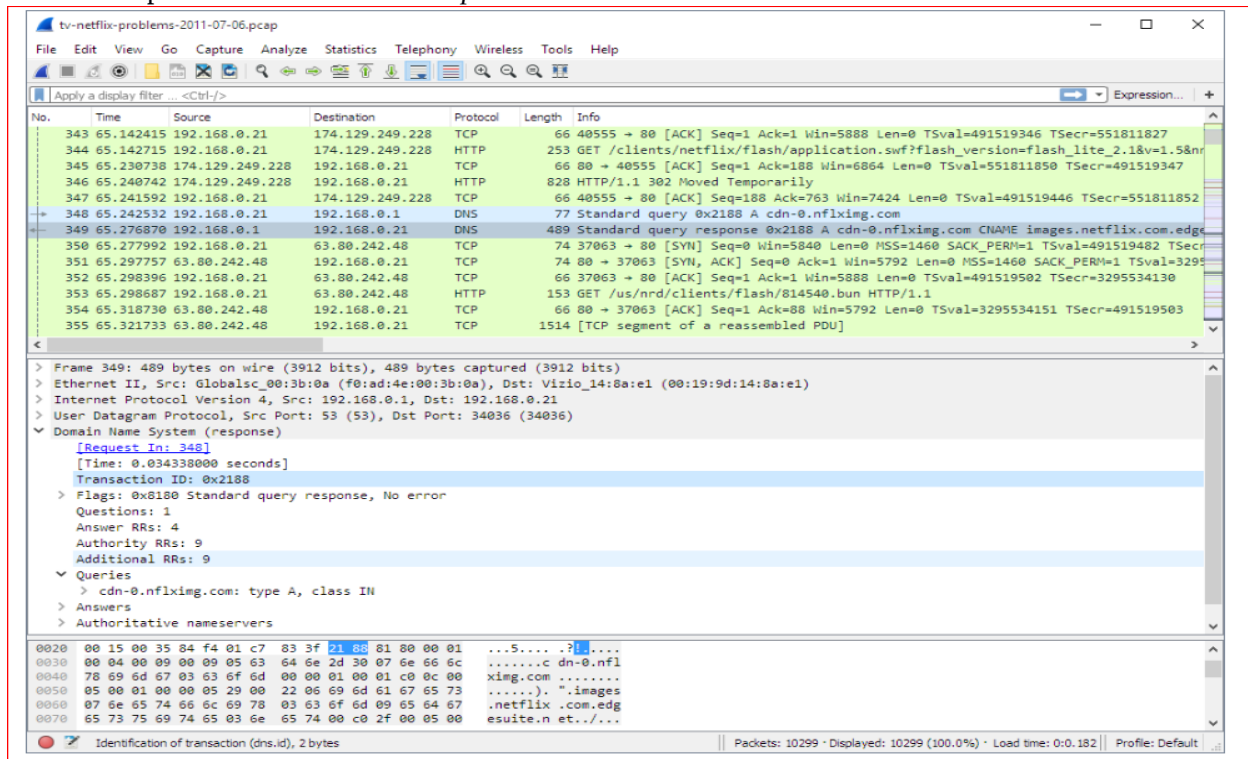 tv-netflix-problems-2011-07-06.pcap
File Edit View Go Capture Analyze Statistics Telephony Wireless Tools Help
Apply a display filter ... <Ctrl-/> Expression... +
No. Time Source Destination Protocol Length Info
343 65.142415 192.168.0.21 174.129.249.228 TCP 66 40555 → 80 [ACK] Seq=1 Ack=1 Win=5888 Len=0 TSval=491519346 TSecr=551811827
344 65.142715 192.168.0.21 174.129.249.228 HTTP 253 GET /clients/netflix/flash/application.swf?flash_version=flash_lite_2.1&v=1.5&nr
345 65.230738 174.129.249.228 192.168.0.21 TCP 66 80 → 40555 [ACK] Seq=1 Ack=188 Win=6864 Len=0 TSval=551811850 TSecr=491519347
346 65.240742 174.129.249.228 192.168.0.21 HTTP 828 HTTP/1.1 302 Moved Temporarily
347 65.241592 192.168.0.21 174.129.249.228 TCP 66 40555 → 80 [ACK] Seq=188 Ack=763 Win=7424 Len=0 TSval=491519446 TSecr=551811852
348 65.242532 192.168.0.21 192.168.0.1 DNS 77 Standard query 0x2188 A cdn-0.nflximg.com
349 65.276870 192.168.0.1 192.168.0.21 DNS 489 Standard query response 0x2188 A cdn-0.nflximg.com CNAME images.netflix.com.edge
350 65.277992 192.168.0.21 63.80.242.48 TCP 74 37063 → 80 [SYN] Seq=0 Win=5840 Len=0 MSS=1460 SACK_PERM=1 TSval=491519482 TSecr
351 65.297757 63.80.242.48 192.168.0.21 TCP 74 80 → 37063 [SYN, ACK] Seq=0 Ack=1 Win=5792 Len=0 MSS=1460 SACK_PERM=1 TSval=3295
352 65.298396 192.168.0.21 63.80.242.48 TCP 66 37063 → 80 [ACK] Seq=1 Ack=1 Win=5888 Len=0 TSval=491519502 TSecr=3295534130
353 65.298687 192.168.0.21 63.80.242.48 HTTP 153 GET /us/nrd/clients/flash/814540.bun HTTP/1.1
354 65.318730 63.80.242.48 192.168.0.21 TCP 66 80 → 37063 [ACK] Seq=1 Ack=88 Win=5792 Len=0 TSval=3295534151 TSecr=491519503
355 65.321733 63.80.242.48 192.168.0.21 TCP 1514 [TCP segment of a reassembled PDU]
> Frame 349: 489 bytes on wire (3912 bits), 489 bytes captured (3912 bits)
> Ethernet II, Src: Globalsc_00:3b:0a (f0:ad:4e:00:3b:0a), Dst: Vizio_14:8a:e1 (00:19:9d:14:8a:e1)
> Internet Protocol Version 4, Src: 192.168.0.1, Dst: 192.168.0.21
> User Datagram Protocol, Src Port: 53 (53), Dst Port: 34036 (34036)
Domain Name System (response)
[Request In: 348]
[Time: 0.034338000 seconds]
Transaction ID: 0x2188
> Flags: 0x8180 Standard query response, No error
Questions: 1
Answer RRs: 4
Authority RRs: 9
Additional RRs: 9
Queries
> cdn-0.nflximg.com: type A, class IN
> Answers
> Authoritative nameservers
0020 00 15 00 35 84 f4 01 c7 83 3f 21 88 81 80 00 01 ...5.... .?!.....
0030 00 04 00 09 00 09 05 63 64 6e 2d 30 07 6e 66 6c .......c dn-0.nfl
0040 78 69 6d 67 03 63 6f 6d 00 00 01 00 01 c0 0c 00 ximg.com ........
0050 05 00 01 00 00 05 29 00 22 06 69 6d 61 67 65 73 ......). ".images
0060 07 6e 65 74 66 6c 69 78 03 63 6f 6d 09 65 64 67 .netflix .com.edg
0070 65 73 75 69 74 65 03 6e 65 74 00 c0 2f 00 05 00 esuite.n et../...
Identification of transaction (dns.id), 2 bytes Packets: 10299 · Displayed: 10299 (100.0%) · Load time: 0:0.182 Profile: Default